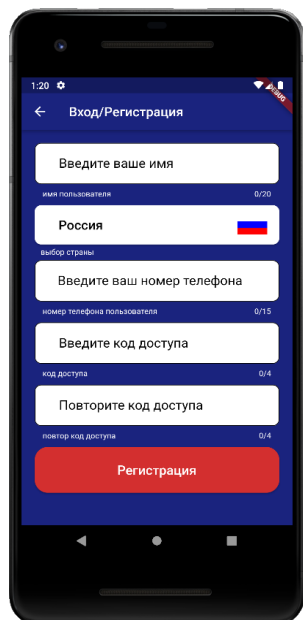 1:20
DEBUG
Вход/Регистрация
Введите ваше имя
имя пользователя 0/20
Россия
выбор страны
Введите ваш номер телефона
номер телефона пользователя 0/15
Введите код доступа
код доступа 0/4
Повторите код доступа
повтор код доступа 0/4
Регистрация